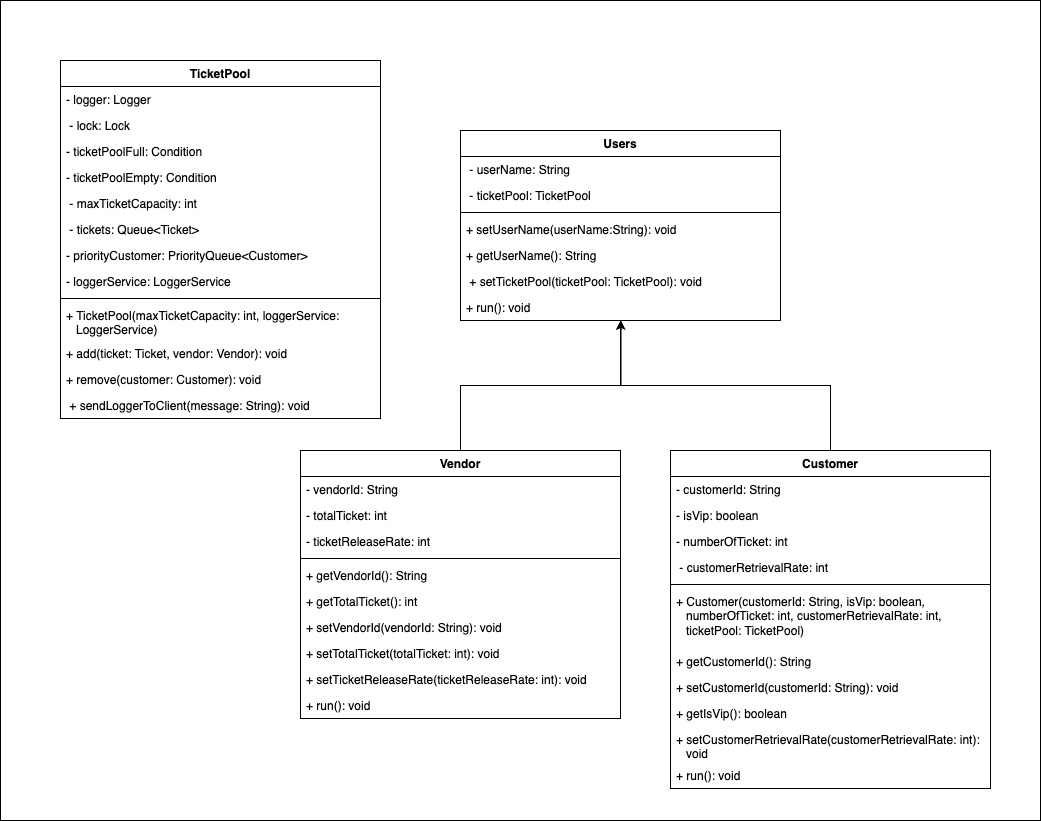 TicketPool
- logger: Logger
- lock: Lock
- ticketPoolFull: Condition
- ticketPoolEmpty: Condition
- maxTicketCapacity: int
- tickets: Queue<Ticket>
- priorityCustomer: PriorityQueue<Customer>
- loggerService: LoggerService
+ TicketPool(maxTicketCapacity: int, loggerService:
LoggerService)
+ add(ticket: Ticket, vendor: Vendor): void
+ remove(customer: Customer): void
+ sendLoggerToClient(message: String): void
Users
- userName: String
- ticketPool: TicketPool
+ setUserName(userName:String): void
+ getUserName(): String
+ setTicketPool(ticketPool: TicketPool): void
+ run(): void
Vendor
- vendorId: String
- totalTicket: int
- ticketReleaseRate: int
+ getVendorId(): String
+ getTotalTicket(): int
+ setVendorId(vendorId: String): void
+ setTotalTicket(totalTicket: int): void
+ setTicketReleaseRate(ticketReleaseRate: int): void
+ run(): void
Customer
- customerId: String
- isVip: boolean
- numberOfTicket: int
- customerRetrievalRate: int
+ Customer(customerId: String, isVip: boolean,
numberOfTicket: int, customerRetrievalRate: int,
ticketPool: TicketPool)
+ getCustomerId(): String
+ setCustomerId(customerId: String): void
+ getIsVip(): boolean
+ setCustomerRetrievalRate(customerRetrievalRate: int):
void
+ run(): void